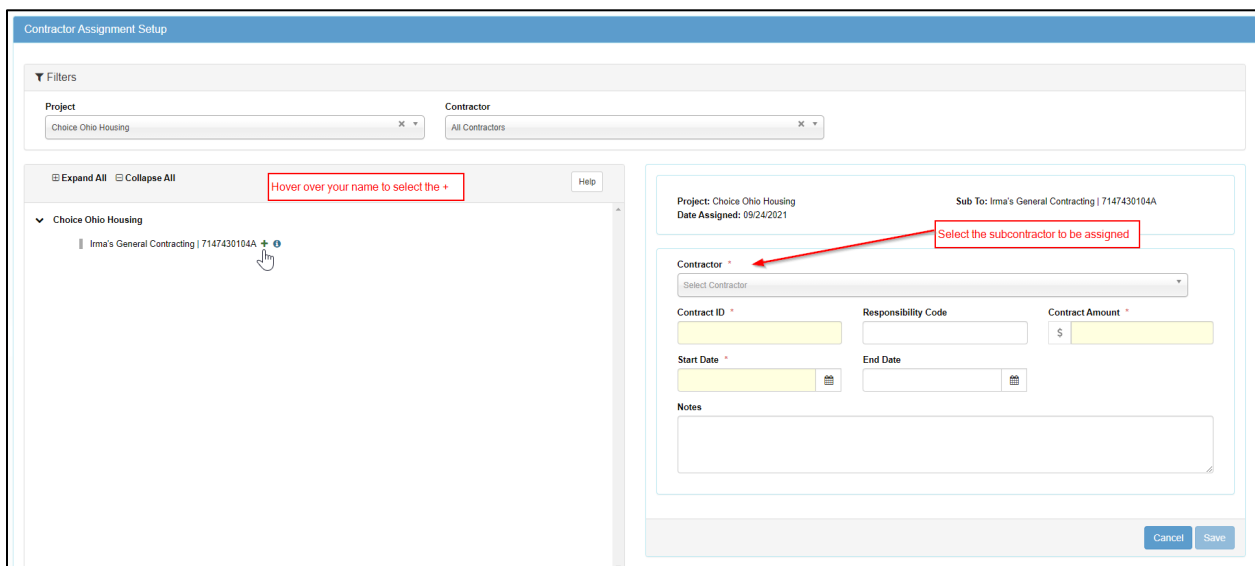 Contractor Assignment Setup
Filters
Project
Contractor
Choice Ohio Housing
All Contractors
Expand All Collapse All
Hover over your name to select the +
Help
Choice Ohio Housing
Irma's General Contracting | 7147430104A
Project: Choice Ohio Housing
Sub To: Irma's General Contracting | 7147430104A
Date Assigned: 09/24/2021
Select the subcontractor to be assigned
Contractor *
Select Contractor
Contract ID *
Responsibility Code
Contract Amount *
$
Start Date *
End Date
Notes
Cancel
Save